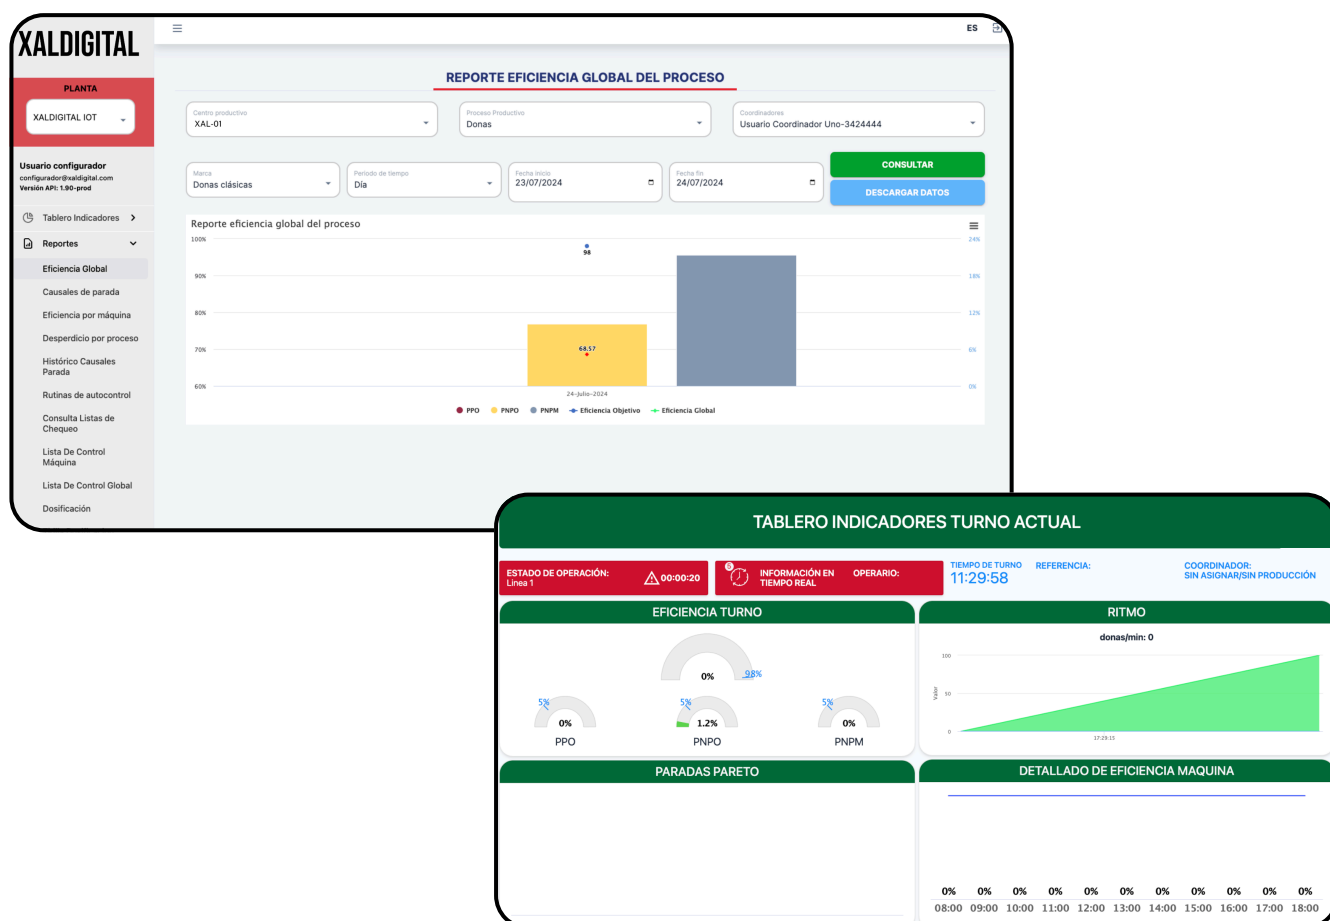 XALDIGITAL
ES
PLANTA
XALDIGITAL IOT
Usuario configurador
configurador@xaldigital.com
Versión API: 1.90-prod
Tablero Indicadores
Reportes
Eficiencia Global
Causales de parada
Eficiencia por máquina
Desperdicio por proceso
Histórico Causales
Parada
Rutinas de autocontrol
Consulta Listas de
Chequeo
Lista De Control
Máquina
Lista De Control Global
Dosificación
REPORTE EFICIENCIA GLOBAL DEL PROCESO
Centro productivo
XAL-01
Proceso Productivo
Donas
Coordinadores
Usuario Coordinador Uno-3424444
Marca
Donas clásicas
Periodo de tiempo
Día
Fecha inicio
23/07/2024
Fecha fin
24/07/2024
CONSULTAR
DESCARGAR DATOS
Reporte eficiencia global del proceso
100% 24%
98
90% 18%
80% 12%
70% 68.57 6%
60% 0%
24-Julio-2024
PPO PNPO PNPM Eficiencia Objetivo Eficiencia Global
TABLERO INDICADORES TURNO ACTUAL
ESTADO DE OPERACIÓN:
Línea 1
00:00:20
INFORMACIÓN EN
TIEMPO REAL
OPERARIO:
TIEMPO DE TURNO
11:29:58
REFERENCIA:
COORDINADOR:
SIN ASIGNAR/SIN PRODUCCIÓN
EFICIENCIA TURNO
0% 98%
5% 5% 5%
0% 1.2% 0%
PPO PNPO PNPM
RITMO
donas/min: 0
100
Valor
50
0
17:29:15
PARADAS PARETO
DETALLADO DE EFICIENCIA MAQUINA
0% 0% 0% 0% 0% 0% 0% 0% 0% 0% 0%
08:00 09:00 10:00 11:00 12:00 13:00 14:00 15:00 16:00 17:00 18:00